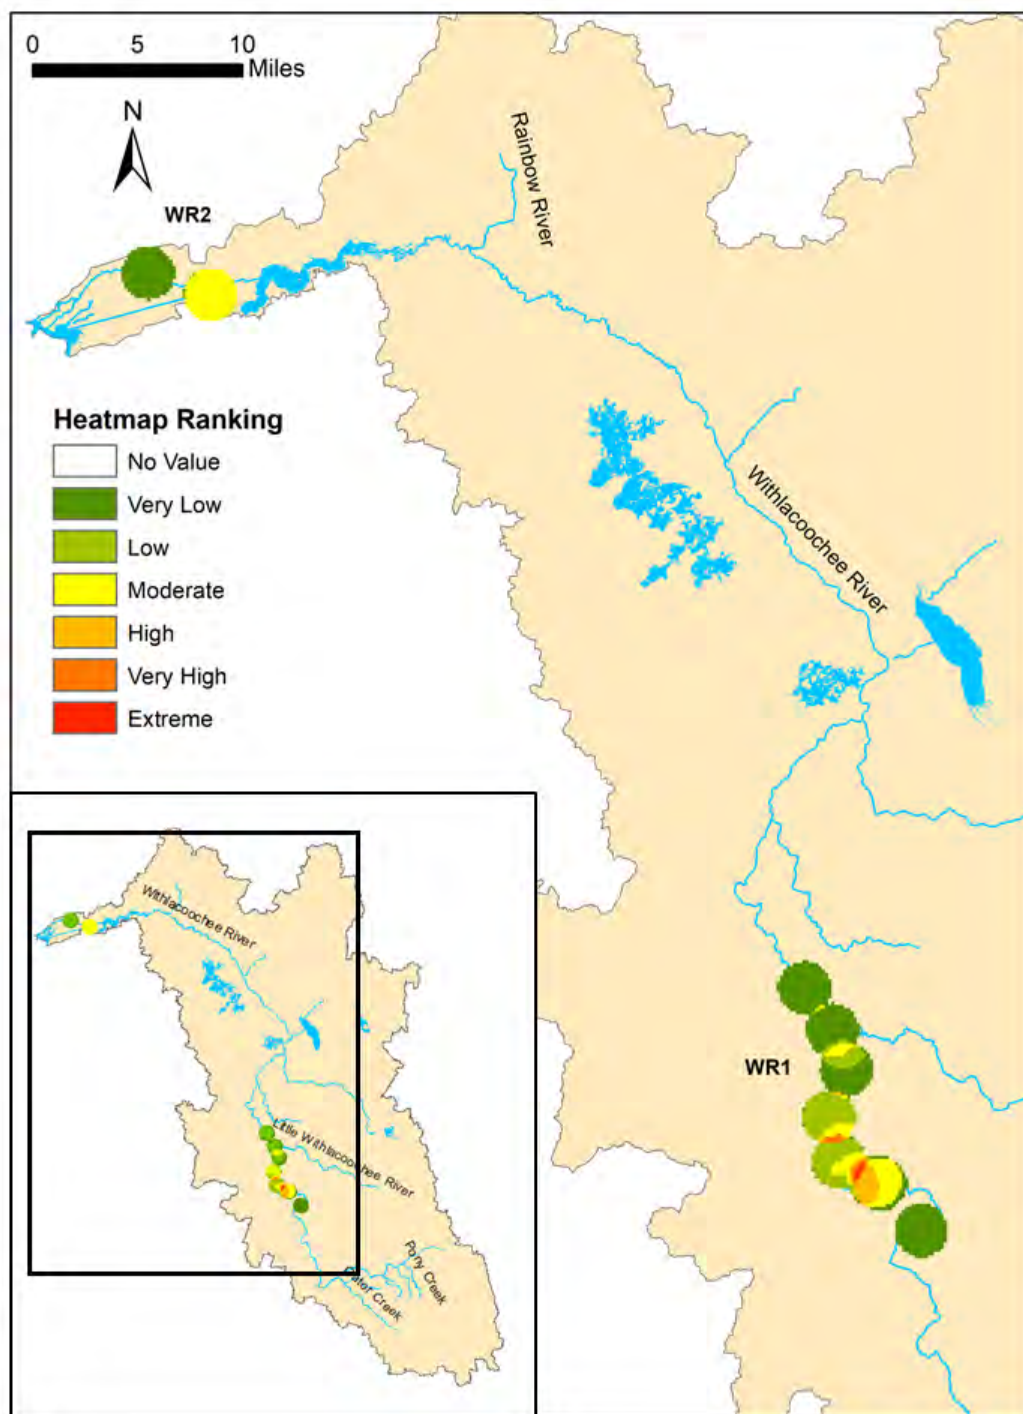 0 5 10
Miles
N
Rainbow River
WR2
Heatmap Ranking
No Value
Very Low
Low
Moderate
High
Very High
Extreme
Withlacoochee River
WR1
Withlacoochee River
Little Withlacoochee River
Pony Creek
Gator Creek